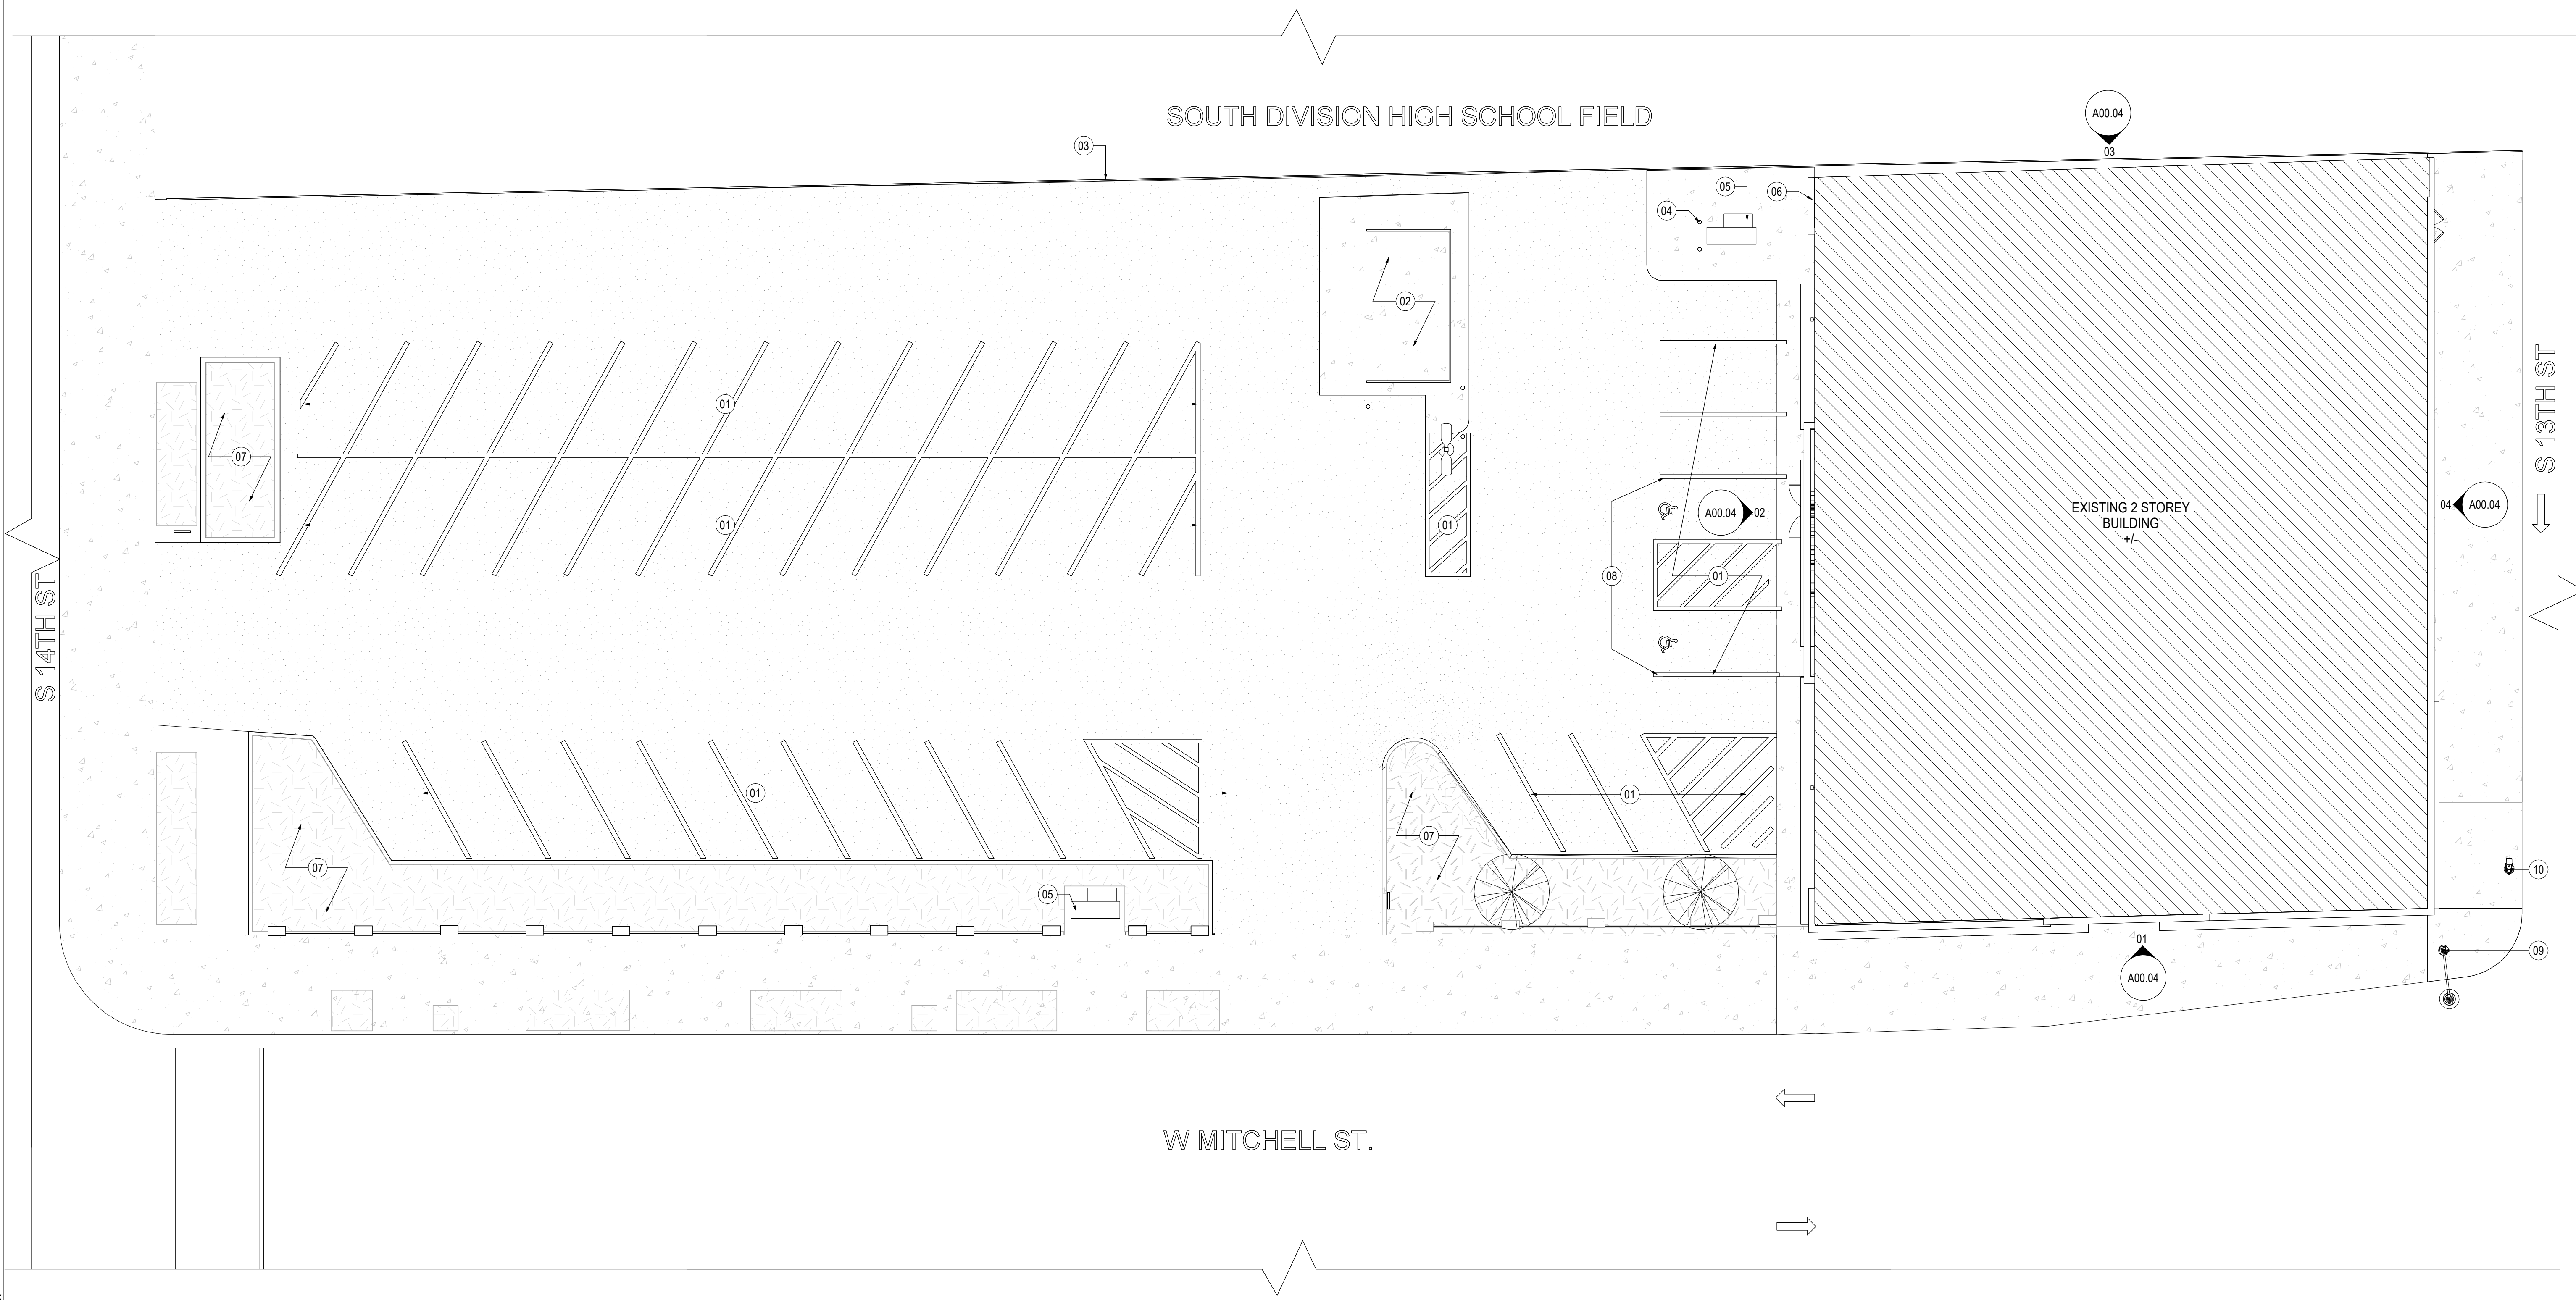 SOUTH DIVISION HIGH SCHOOL FIELD
A00.04
03
03
05
06
04
02
01
07
01
01
A00.04
02
08
01
EXISTING 2 STOREY
BUILDING
+/-
04
A00.04
S 13TH ST
S 14TH ST
01
01
07
07
05
10
09
01
A00.04
W MITCHELL ST.